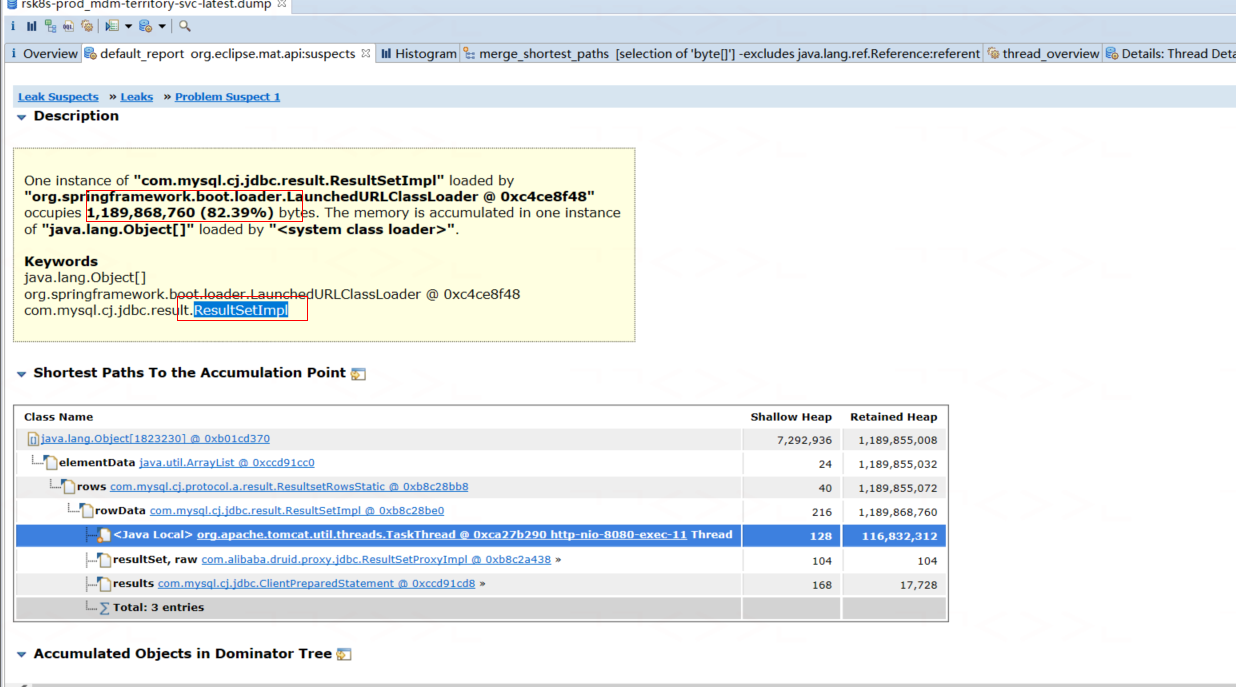 rsk8s-prod_mdm-territory-svc-latest.dump
i Overview default_report org.eclipse.mat.api:suspects Histogram merge_shortest_paths [selection of 'byte[]'] -excludes java.lang.ref.Reference:referent thread_overview Details: Thread Deta
Leak Suspects » Leaks » Problem Suspect 1
Description
One instance of "com.mysql.cj.jdbc.result.ResultSetImpl" loaded by
"org.springframework.boot.loader.LaunchedURLClassLoader @ 0xc4ce8f48"
occupies 1,189,868,760 (82.39%) bytes. The memory is accumulated in one instance
of "java.lang.Object[]" loaded by "<system class loader>".
Keywords
java.lang.Object[]
org.springframework.boot.loader.LaunchedURLClassLoader @ 0xc4ce8f48
com.mysql.cj.jdbc.result.ResultSetImpl
Shortest Paths To the Accumulation Point
Class Name Shallow Heap Retained Heap
java.lang.Object[1823230] @ 0xb01cd370 7,292,936 1,189,855,008
elementData java.util.ArrayList @ 0xccd91cc0 24 1,189,855,032
rows com.mysql.cj.protocol.a.result.ResultsetRowsStatic @ 0xb8c28bb8 40 1,189,855,072
rowData com.mysql.cj.jdbc.result.ResultSetImpl @ 0xb8c28be0 216 1,189,868,760
<Java Local> org.apache.tomcat.util.threads.TaskThread @ 0xca27b290 http-nio-8080-exec-11 Thread 128 116,832,312
resultSet, raw com.alibaba.druid.proxy.jdbc.ResultSetProxyImpl @ 0xb8c2a438 » 104 104
results com.mysql.cj.jdbc.ClientPreparedStatement @ 0xccd91cd8 » 168 17,728
Total: 3 entries
Accumulated Objects in Dominator Tree